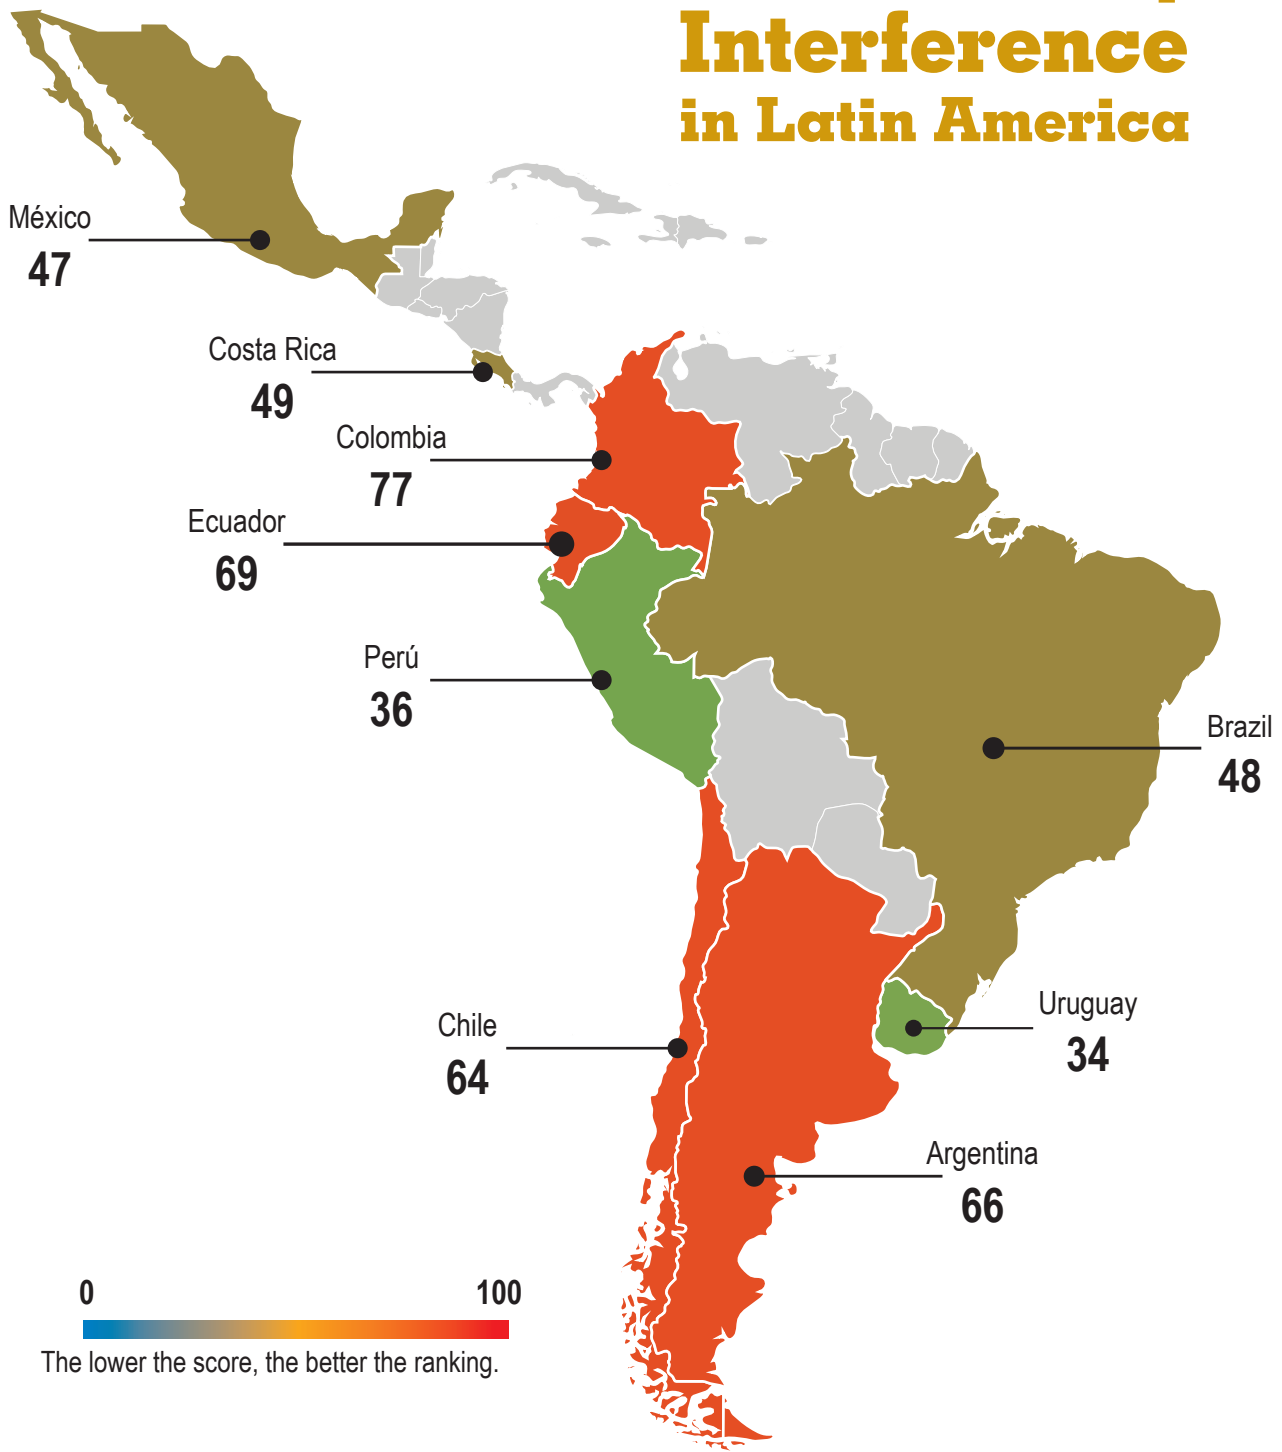 Interference
in Latin America
México
47
Costa Rica
49
Colombia
77
Ecuador
69
Perú
36
Brazil
48
Chile
64
Uruguay
34
Argentina
66
0 100
The lower the score, the better the ranking.